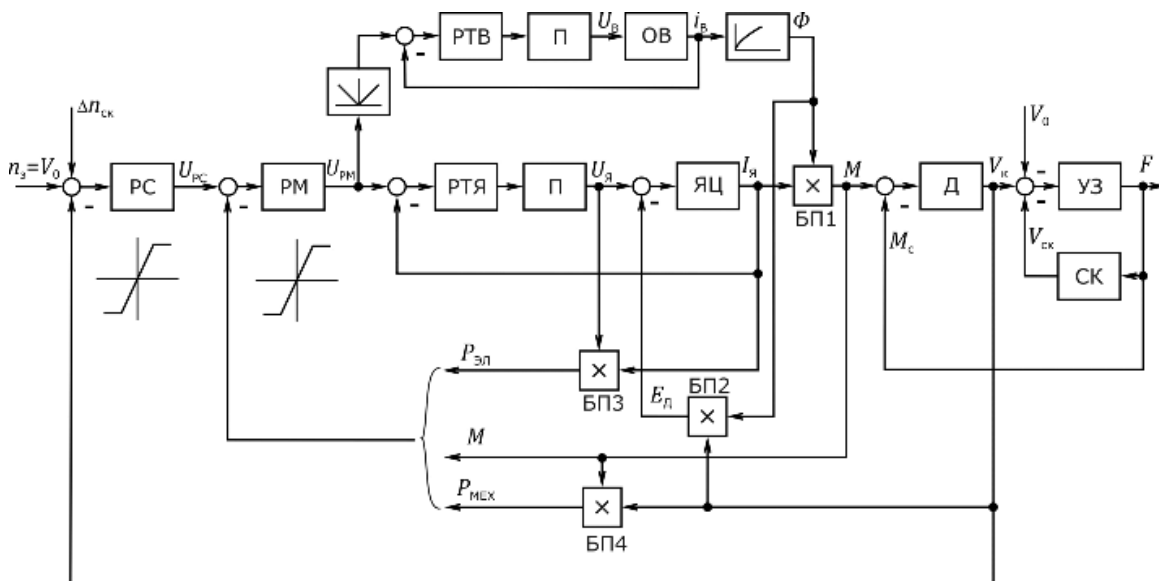 РТВ П U_В ОВ i_В Ф
-
Δn_ск
n_з=V_0 РС U_РС РМ U_РМ РТЯ П U_Я ЯЦ I_Я × М Д V_к V_0 УЗ F
- - - - - - -
БП1
M_с V_ск СК
P_ЭЛ × БП3
E_Д БП2 ×
М
P_МЕХ × БП4